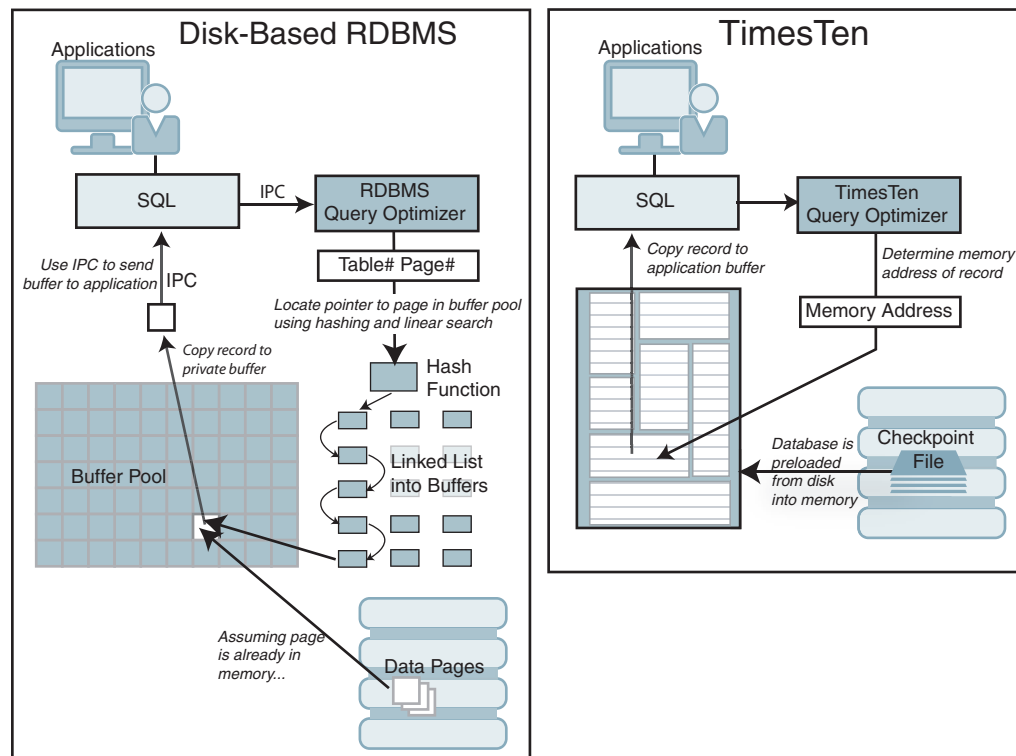 Disk-Based RDBMS
Applications
SQL
IPC
RDBMS
Query Optimizer
Table# Page#
Use IPC to send
buffer to application
IPC
Locate pointer to page in buffer pool
using hashing and linear search
Copy record to
private buffer
Hash
Function
Buffer Pool
Linked List
into Buffers
Assuming page
is already in
memory...
Data Pages
TimesTen
Applications
SQL
TimesTen
Query Optimizer
Copy record to
application buffer
Determine memory
address of record
Memory Address
Database is
preloaded
from disk
into memory
Checkpoint
File